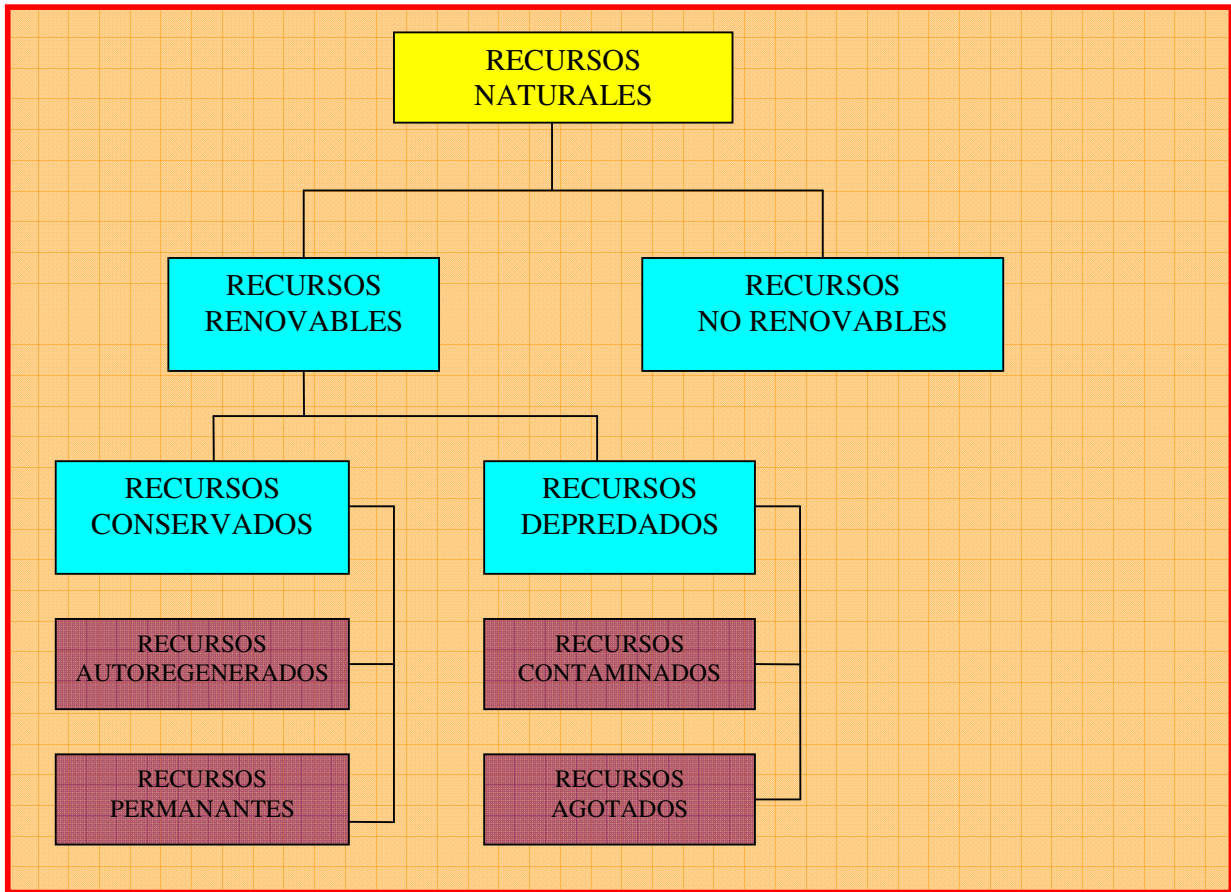 RECURSOS
NATURALES
RECURSOS
RENOVABLES
RECURSOS
NO RENOVABLES
RECURSOS
CONSERVADOS
RECURSOS
DEPREDADOS
RECURSOS
AUTOREGENERADOS
RECURSOS
CONTAMINADOS
RECURSOS
PERMANANTES
RECURSOS
AGOTADOS